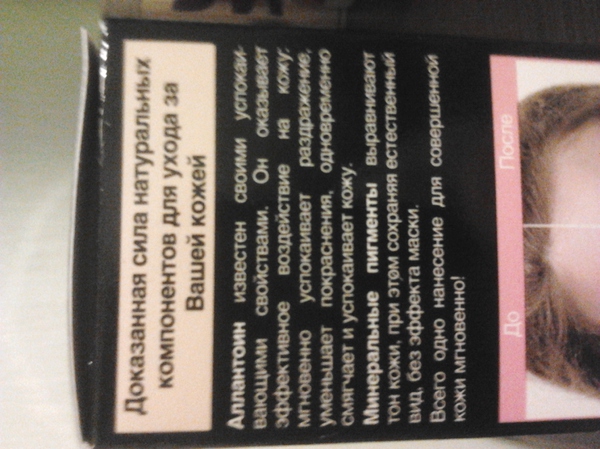 Доказанная сила натуральных
компонентов для ухода за
Вашей кожей
Аллантоин известен своими успокаи-
вающими свойствами. Он оказывает
эффективное воздействие на кожу:
мгновенно успокаивает раздражение,
уменьшает покраснения, одновременно
смягчает и успокаивает кожу.
Минеральные пигменты выравнивают
тон кожи, при этом сохраняя естественный
вид, без эффекта маски.
Всего одно нанесение для совершенной
кожи мгновенно!
До После